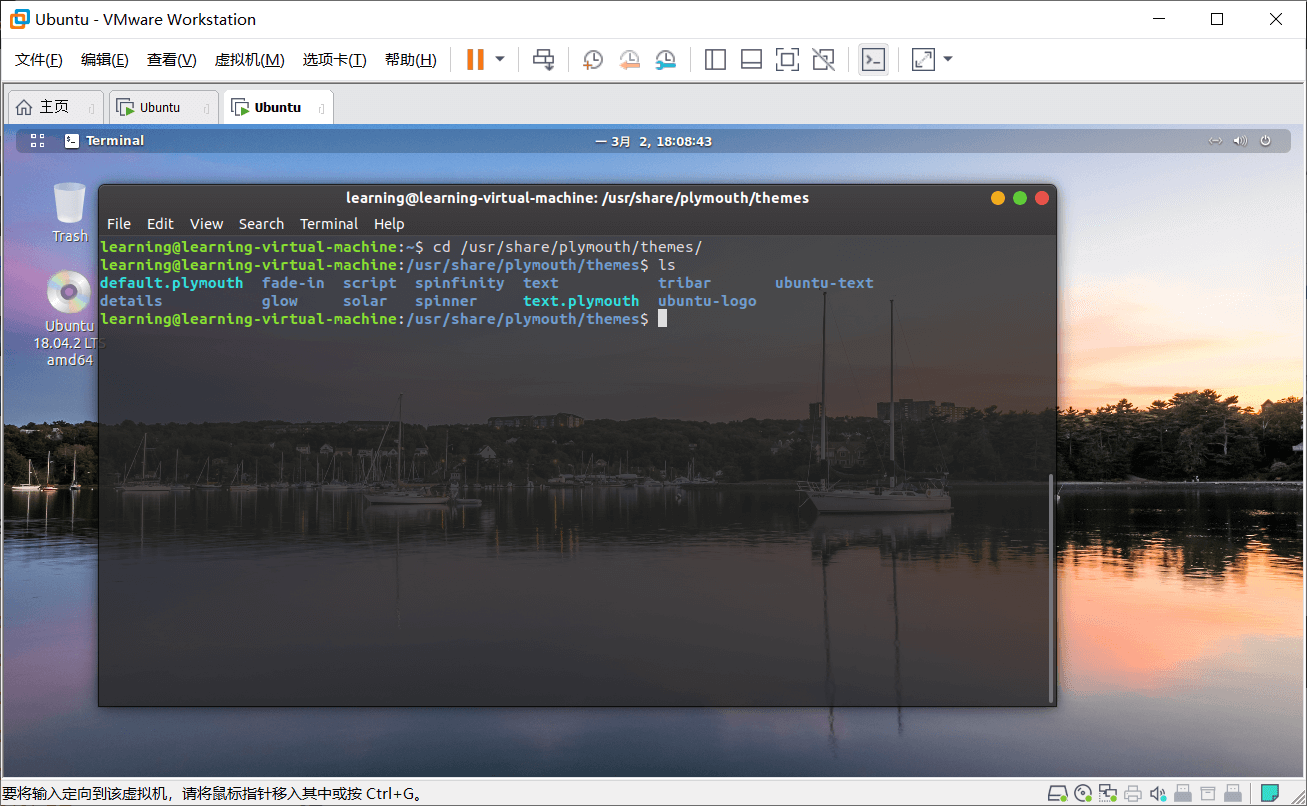 Ubuntu - VMware Workstation
文件(F) 编辑(E) 查看(V) 虚拟机(M) 选项卡(T) 帮助(H)
主页 Ubuntu Ubuntu
Terminal 一 3月 2, 18:08:43
Trash
Ubuntu
18.04.2 LTS
amd64
learning@learning-virtual-machine: /usr/share/plymouth/themes
File Edit View Search Terminal Help
learning@learning-virtual-machine:~$ cd /usr/share/plymouth/themes/
learning@learning-virtual-machine:/usr/share/plymouth/themes$ ls
default.plymouth fade-in script spinfinity text tribar ubuntu-text
details glow solar spinner text.plymouth ubuntu-logo
learning@learning-virtual-machine:/usr/share/plymouth/themes$
要将输入定向到该虚拟机，请将鼠标指针移入其中或按 Ctrl+G。